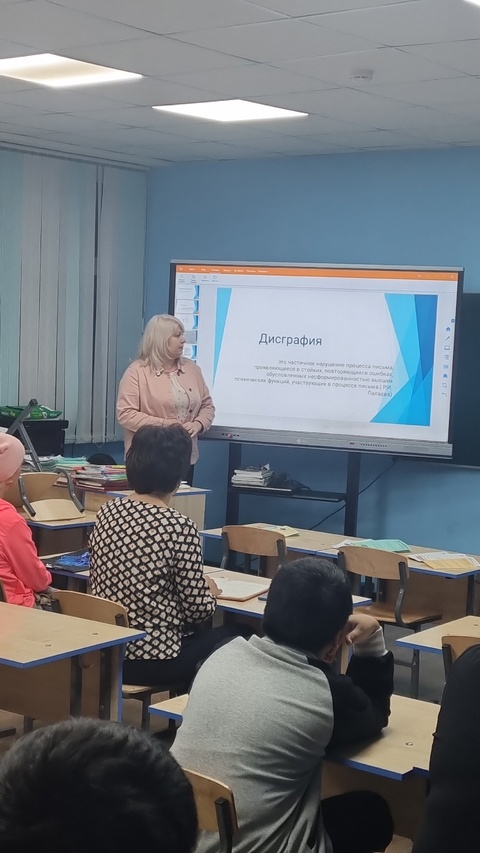 Дисграфия
это частичное нарушение процесса письма,
проявляющееся в стойких, повторяющихся ошибках,
обусловленных несформированностью высших
психических функций, участвующих в процессе письма.( Р.И.
Лалаева)